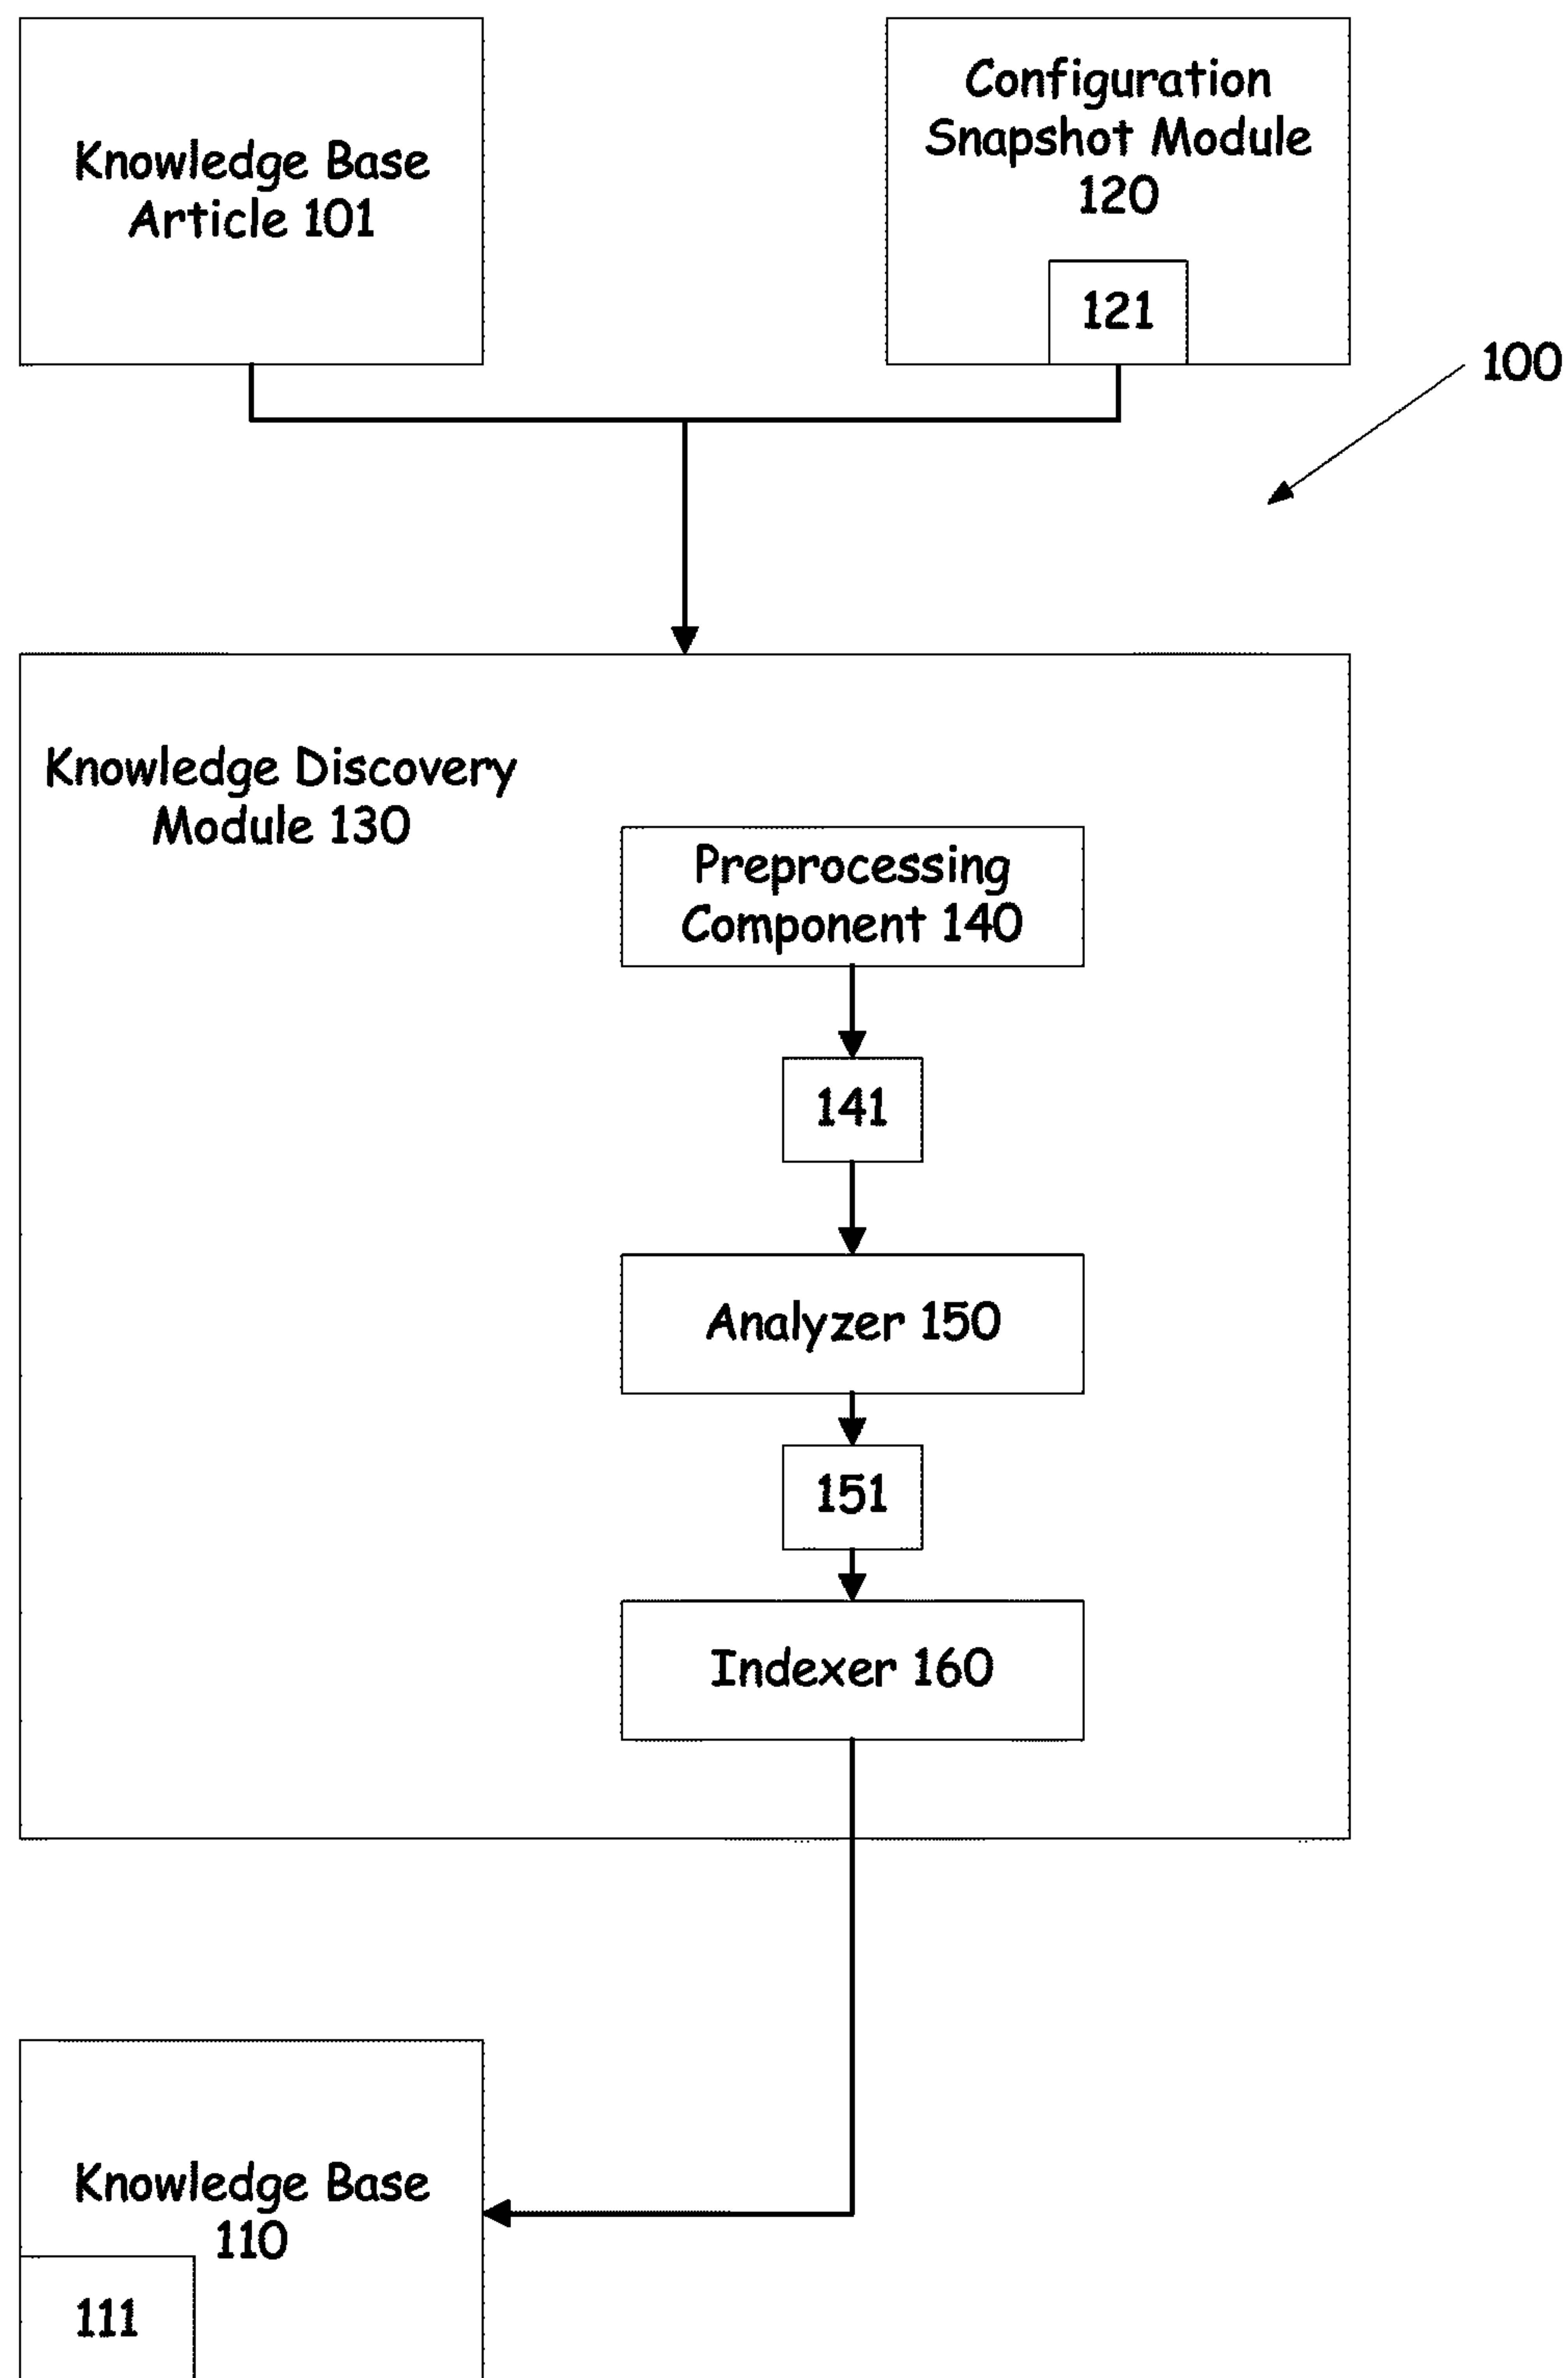 Knowledge Base
Article 101
Configuration
Snapshot Module
120
121
100
Knowledge Discovery
Module 130
Preprocessing
Component 140
141
Analyzer 150
151
Indexer 160
Knowledge Base
110
111